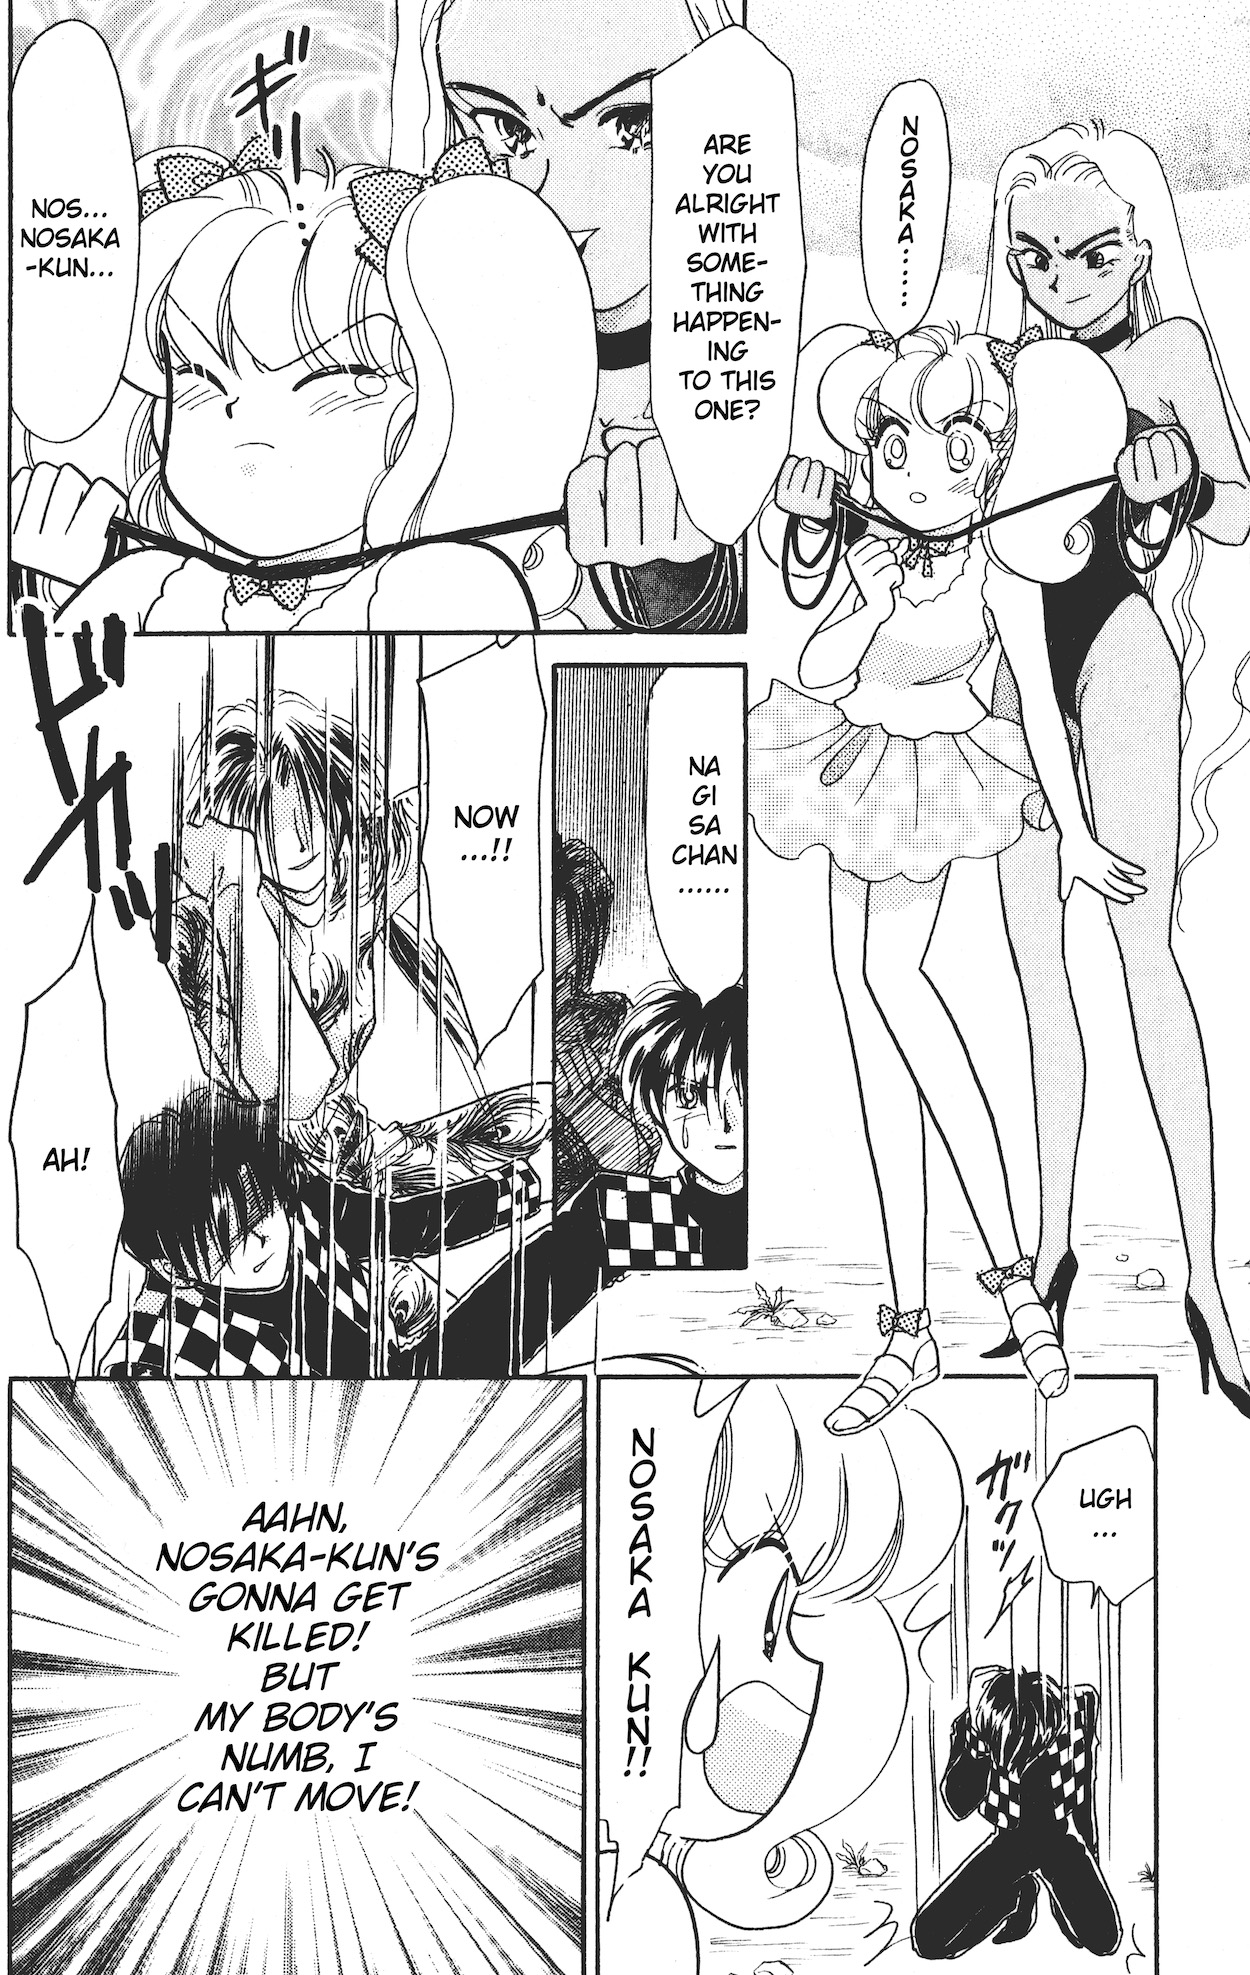 NOSAKA......
ARE
YOU
ALRIGHT
WITH
SOME-
THING
HAPPEN-
ING
TO THIS
ONE?
ギリ…
NOS...
NOSAKA
-KUN...
NA
GI
SA
CHAN
......
NOW
...!!
ドガッ
AH!
UGH
...
ガクッ
NOSAKA KUN!!
AAHN,
NOSAKA-KUN'S
GONNA GET
KILLED!
BUT
MY BODY'S
NUMB, I
CAN'T MOVE!